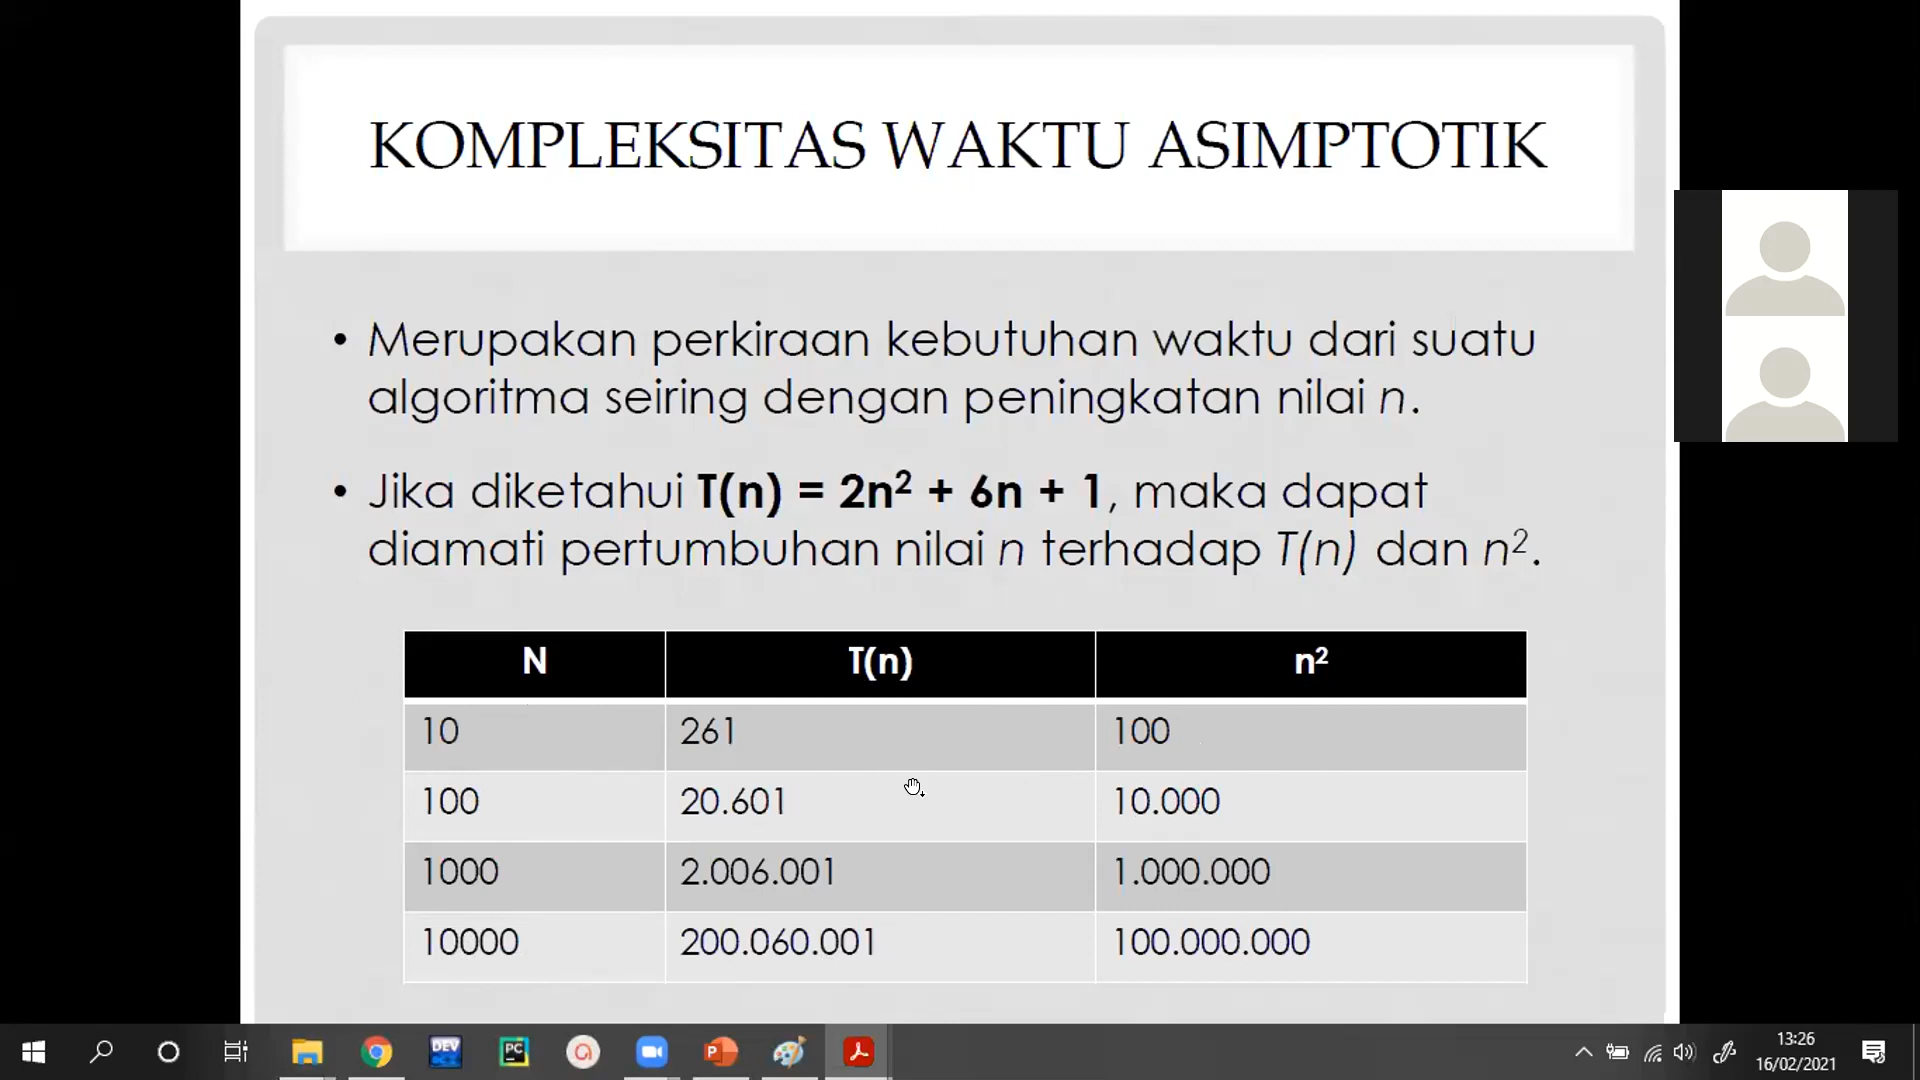 KOMPLEKSITAS WAKTU ASIMPTOTIK
• Merupakan perkiraan kebutuhan waktu dari suatu
algoritma seiring dengan peningkatan nilai n.
• Jika diketahui T(n) = 2n² + 6n + 1, maka dapat
diamati pertumbuhan nilai n terhadap T(n) dan n².
N T(n) n²
10 261 100
100 20.601 10.000
1000 2.006.001 1.000.000
10000 200.060.001 100.000.000
DEV
PC
P
13:26
16/02/2021